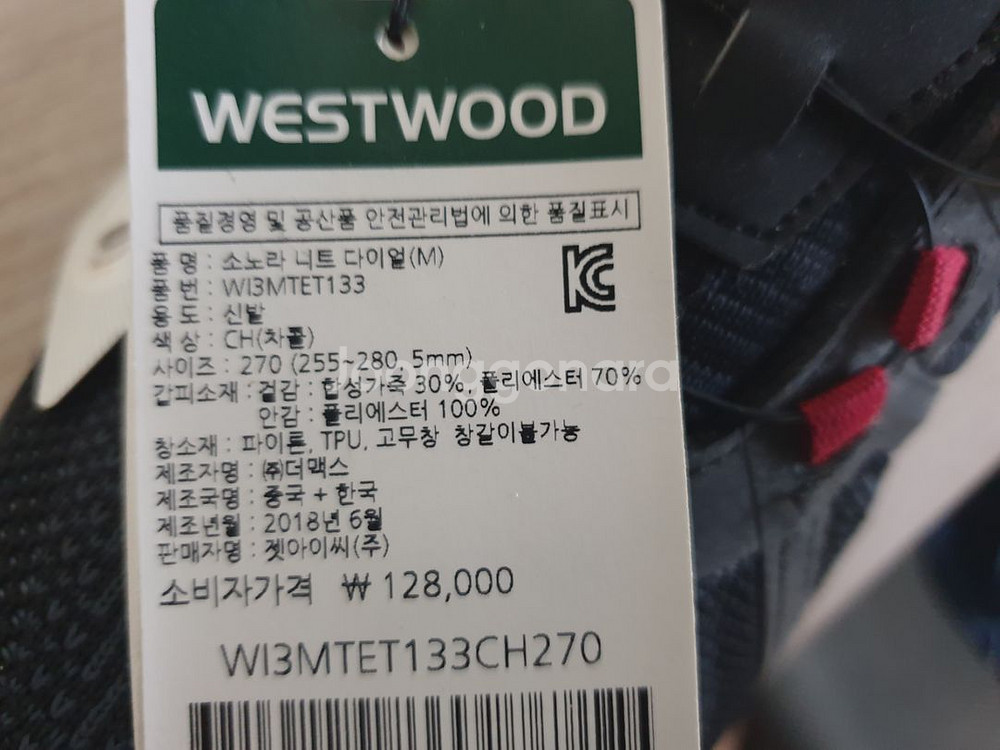 WESTWOOD
품질경영 및 공산품 안전관리법에 의한 품질표시
품 명 : 소노라 니트 다이얼(M)
품 번 : WI3MTET133
용 도 : 신발
색 상 : CH(차콜)
사이즈 : 270 (255~280, 5mm)
갑피소재 : 겉감 : 합성가죽 30%, 폴리에스터 70%
안감 : 폴리에스터 100%
창소재 : 파이론, TPU, 고무창 창갈이불가능
제조자명 : ㈜더맥스
제조국명 : 중국 + 한국
제조년월 : 2018년 6월
판매자명 : 젯아이씨(주)
소비자가격 ₩ 128,000
WI3MTET133CH270